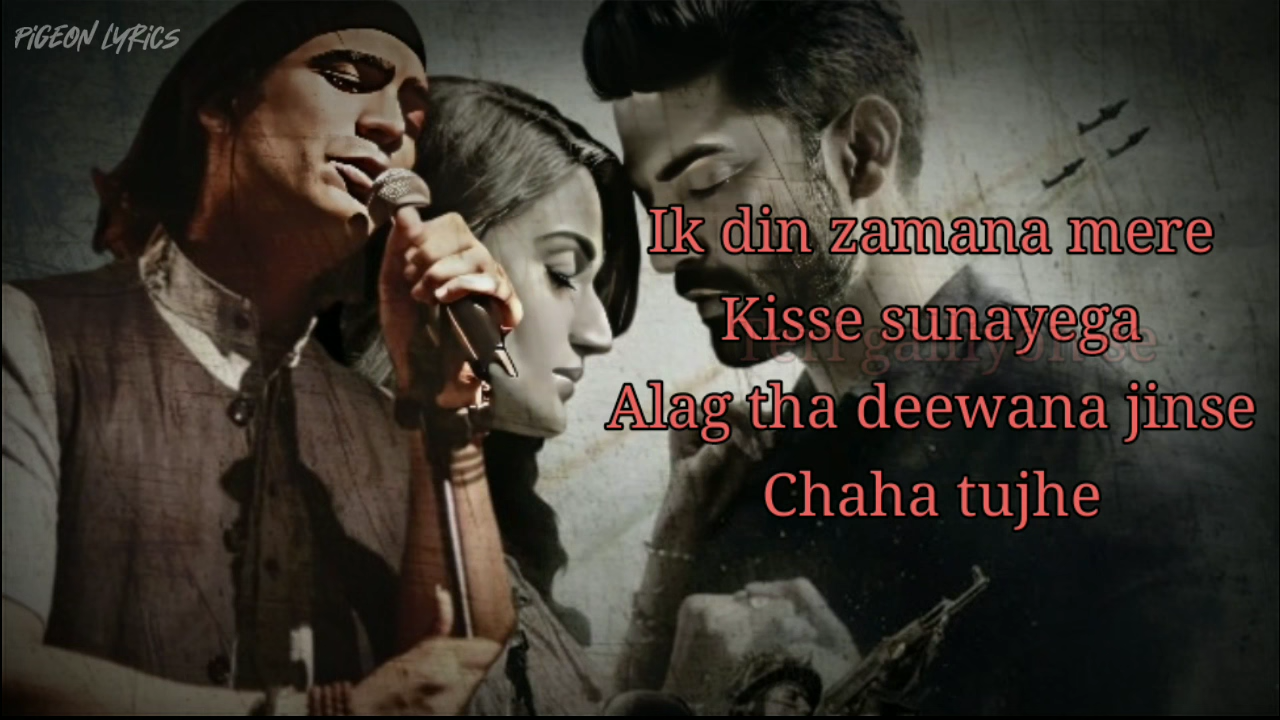 PiGEON LYRiCS
Ik din zamana mere
Kisse sunayega
Alag tha deewana jinse
Chaha tujhe